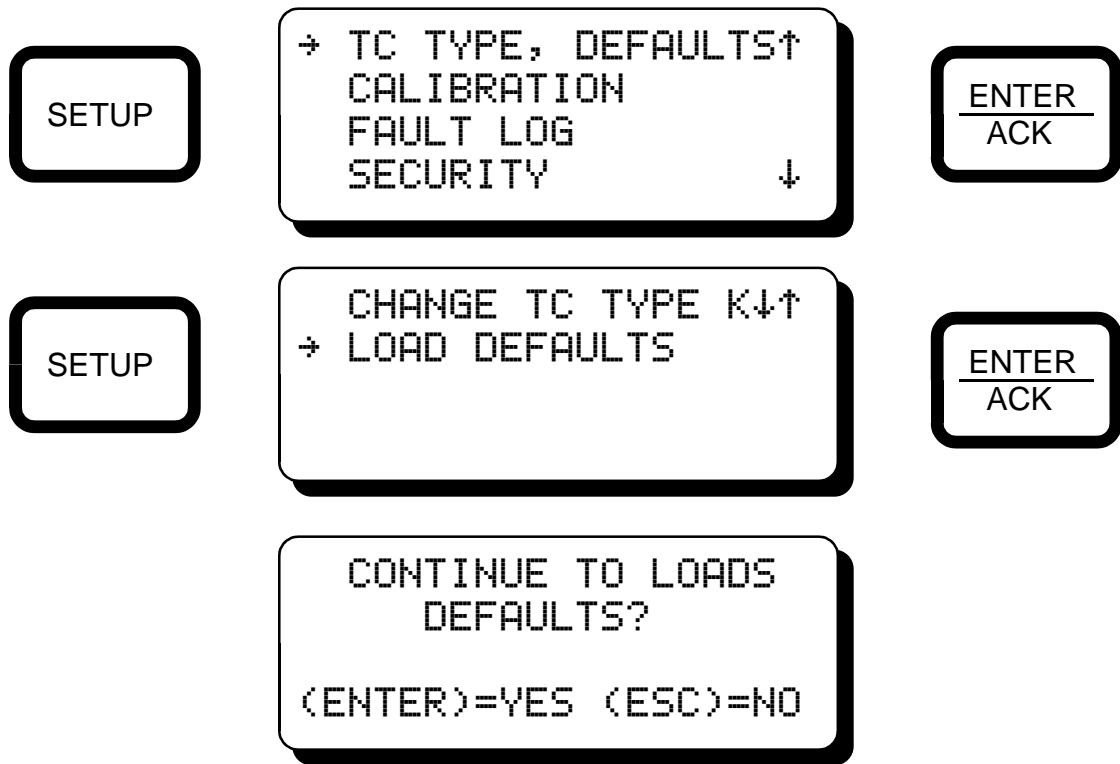 SETUP
→ TC TYPE, DEFAULTS↑
CALIBRATION
FAULT LOG
SECURITY ↓
ENTER
ACK
SETUP
CHANGE TC TYPE K↓↑
→ LOAD DEFAULTS
ENTER
ACK
CONTINUE TO LOADS
DEFAULTS?
(ENTER)=YES (ESC)=NO